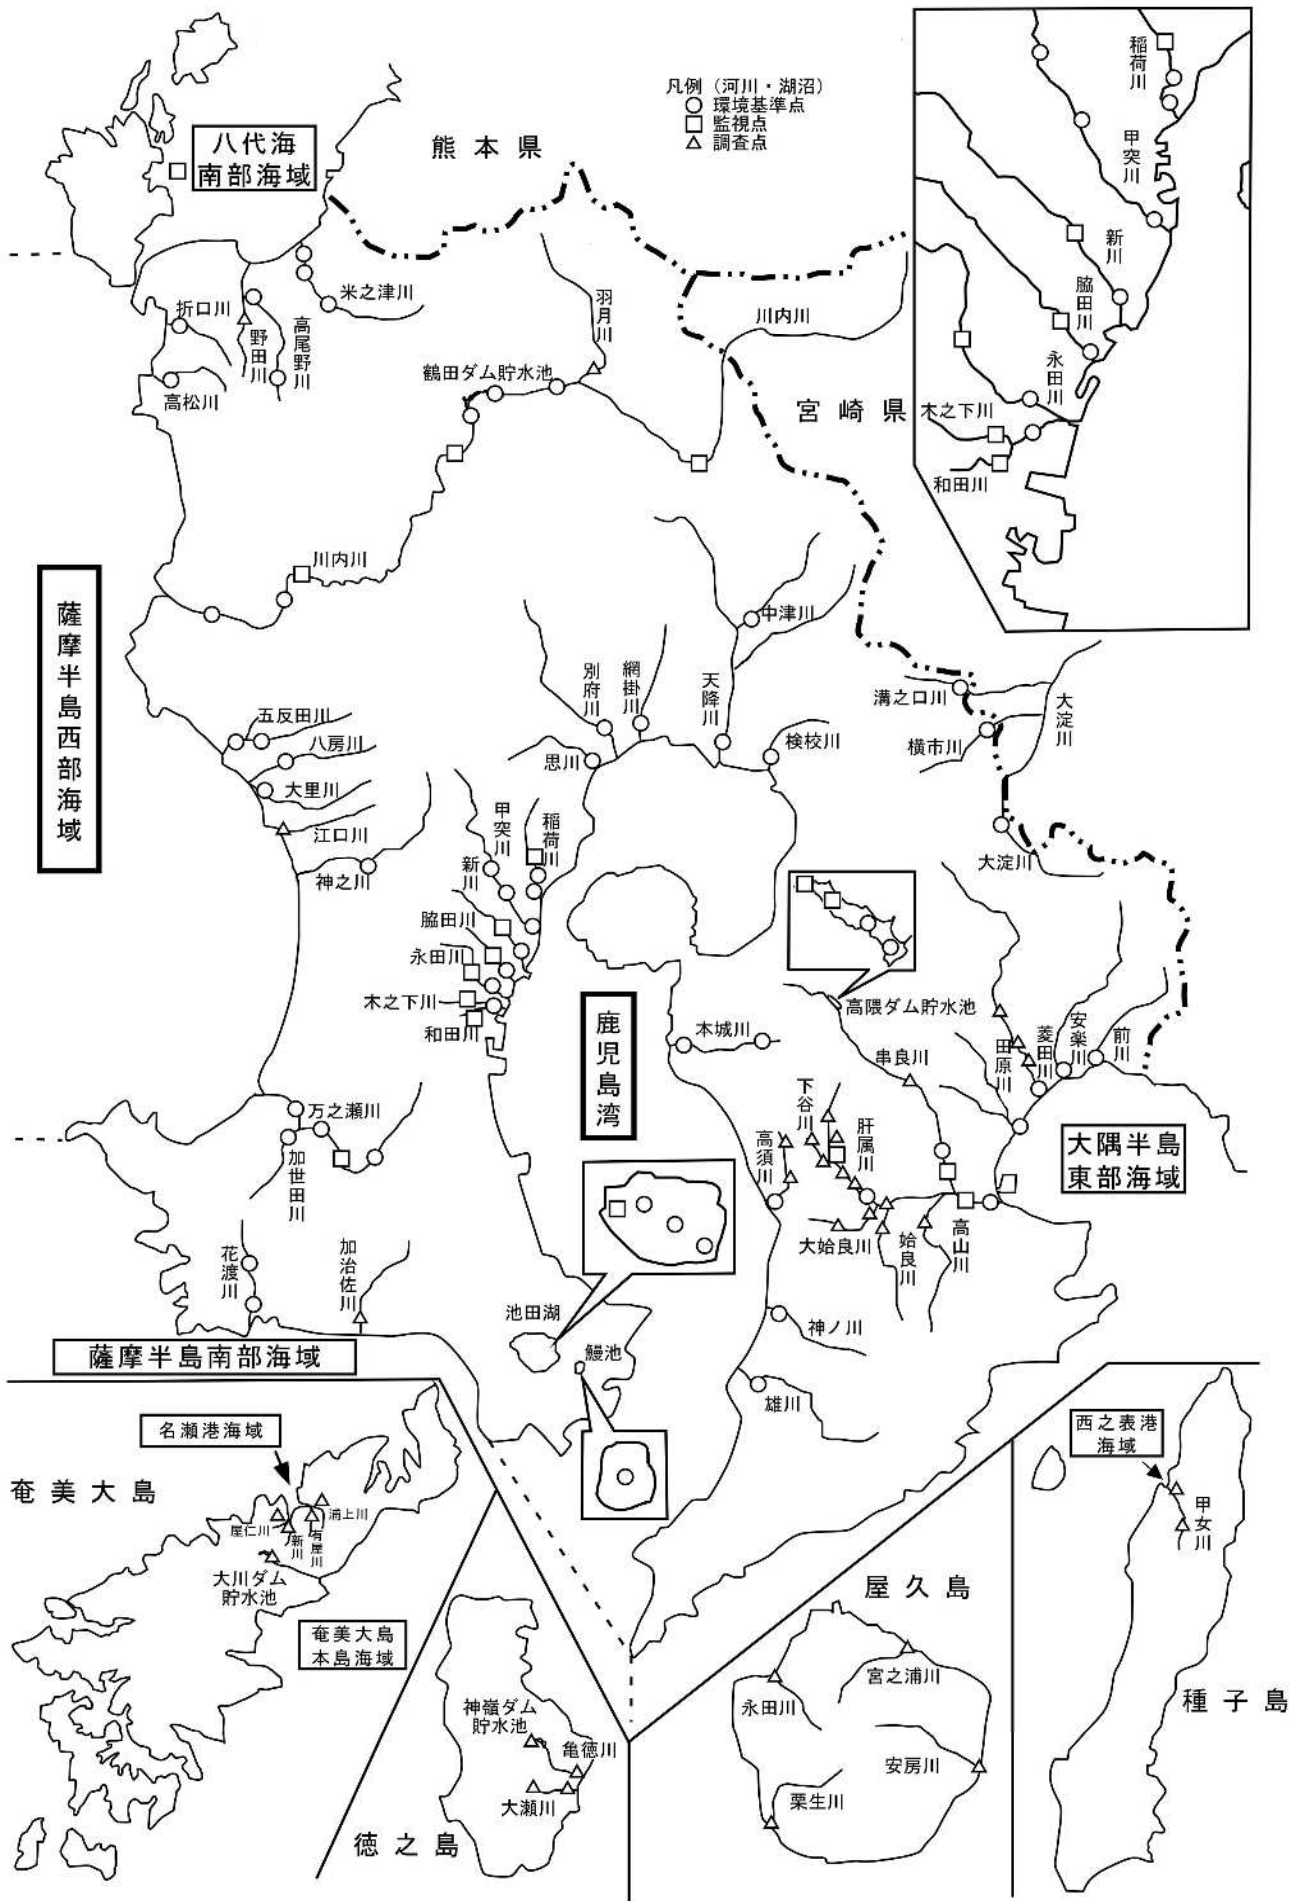 凡例（河川・湖沼）
環境基準点
監視点
調査点
八代海
南部海域
熊本県
稲荷川
甲突川
新川
脇田川
永田川
木之下川
和田川
米之津川
折口川
野田川
高尾野川
高松川
羽月川
川内川
鶴田ダム貯水池
宮崎県
川内川
薩摩半島西部海域
中津川
別府川
網掛川
天降川
溝之口川
大淀川
横市川
検校川
思川
五反田川
八房川
大里川
江口川
神之川
甲突川
稲荷川
新川
脇田川
永田川
木之下川
和田川
大淀川
鹿児島湾
高隈ダム貯水池
本城川
串良川
田原川
菱田川
安楽川
前川
下谷川
肝属川
高須川
大姶良川
姶良川
高山川
大隅半島
東部海域
万之瀬川
加世田川
花渡川
加治佐川
池田湖
鰻池
神ノ川
雄川
薩摩半島南部海域
名瀬港海域
奄美大島
屋仁川
新川
有屋川
浦上川
大川ダム
貯水池
奄美大島
本島海域
神嶺ダム
貯水池
亀徳川
大瀬川
徳之島
屋久島
宮之浦川
永田川
安房川
栗生川
西之表港
海域
甲女川
種子島